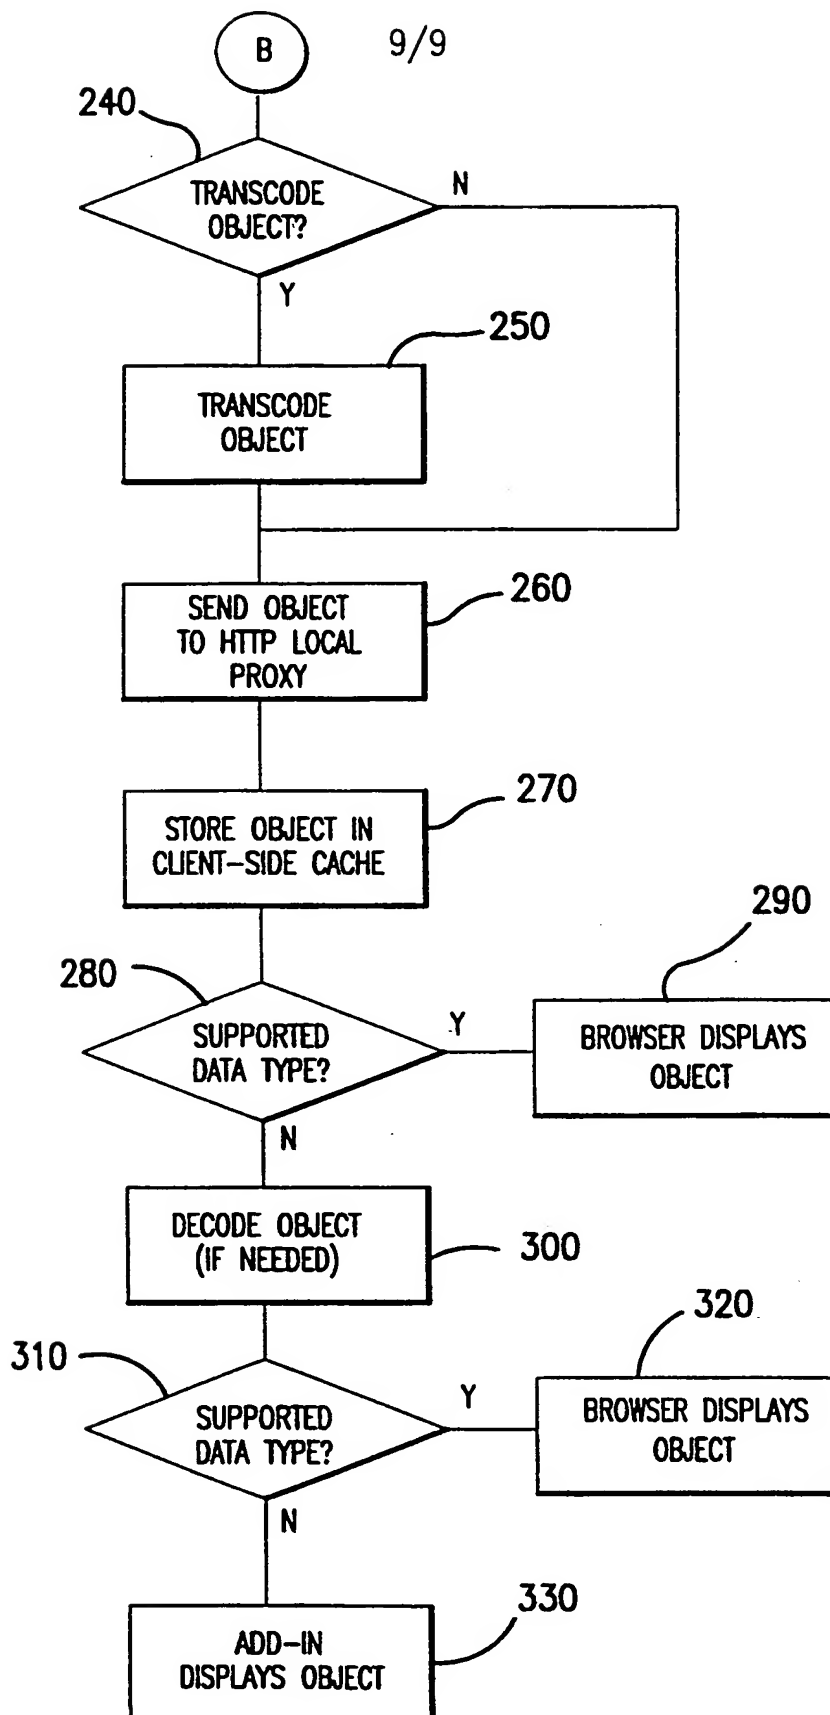 B
9/9
240
TRANSCODE
OBJECT?
N
Y
250
TRANSCODE
OBJECT
260
SEND OBJECT
TO HTTP LOCAL
PROXY
270
STORE OBJECT IN
CLIENT-SIDE CACHE
280
SUPPORTED
DATA TYPE?
Y
290
BROWSER DISPLAYS
OBJECT
N
DECODE OBJECT
(IF NEEDED)
300
310
SUPPORTED
DATA TYPE?
Y
320
BROWSER DISPLAYS
OBJECT
N
330
ADD-IN
DISPLAYS OBJECT